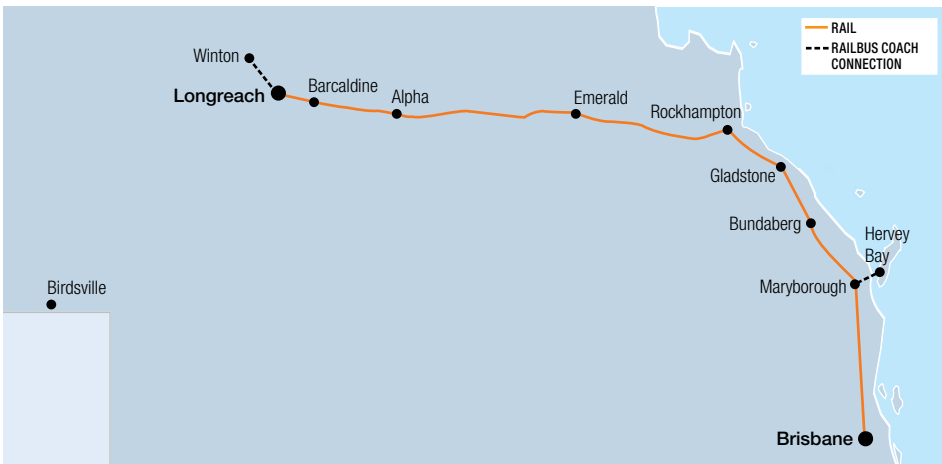 RAIL
RAILBUS COACH
CONNECTION
Winton
Longreach
Barcaldine
Alpha
Emerald
Rockhampton
Gladstone
Bundaberg
Hervey
Bay
Maryborough
Birdsville
Brisbane